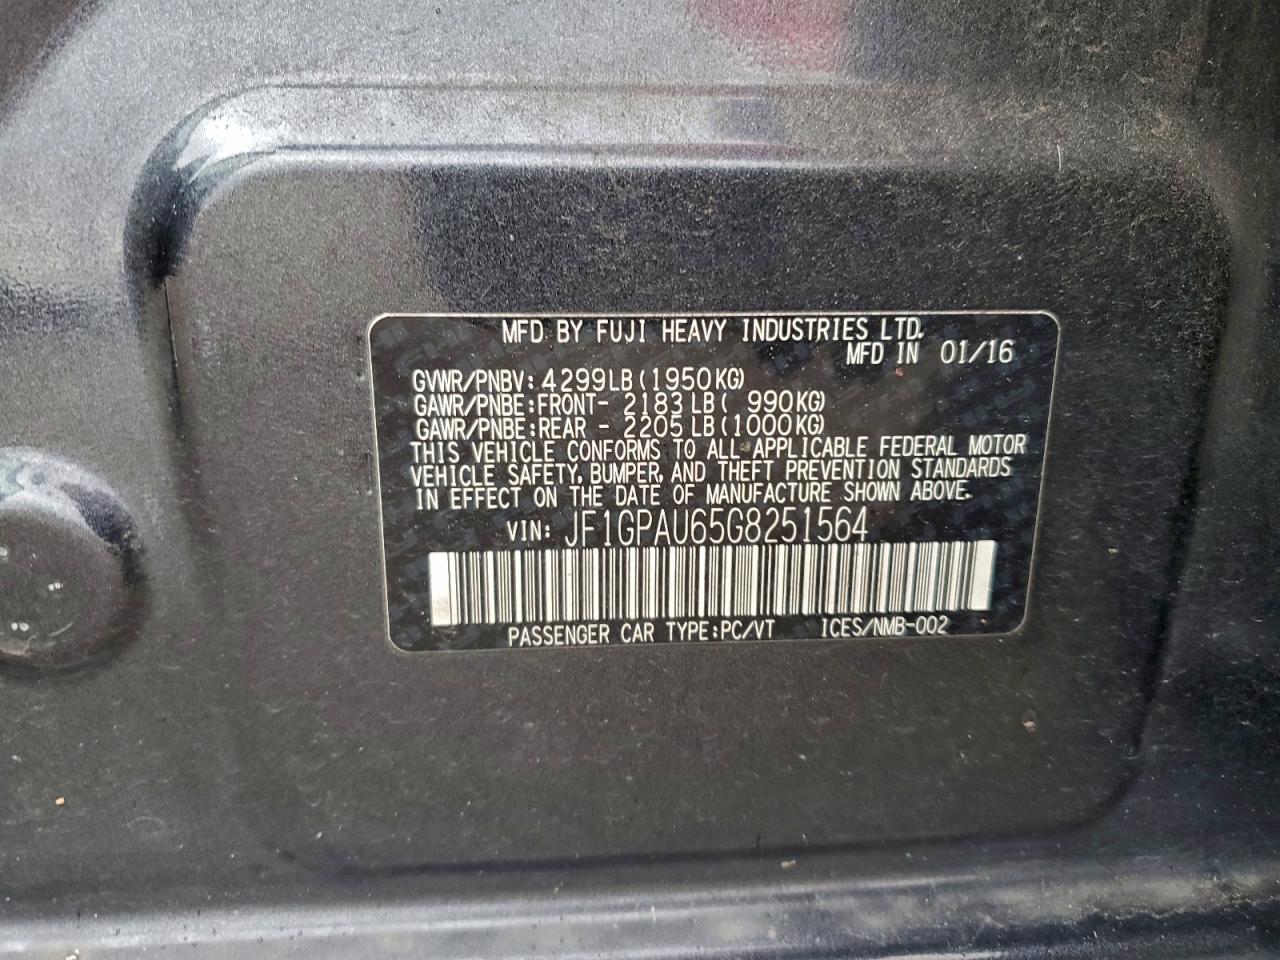 MFD. BY FUJI HEAVY INDUSTRIES LTD.
MFD IN 01/16
GVWR/PNBV: 4299LB (1950KG)
GAWR/PNBE: FRONT- 2183 LB ( 990KG)
GAWR/PNBE: REAR - 2205 LB (1000KG)
THIS VEHICLE CONFORMS TO ALL APPLICABLE FEDERAL MOTOR
VEHICLE SAFETY, BUMPER, AND THEFT PREVENTION STANDARDS
IN EFFECT ON THE DATE OF MANUFACTURE SHOWN ABOVE.
VIN: JF1GPAU65G8251564
PASSENGER CAR TYPE: PC/VT ICES/NMB-002